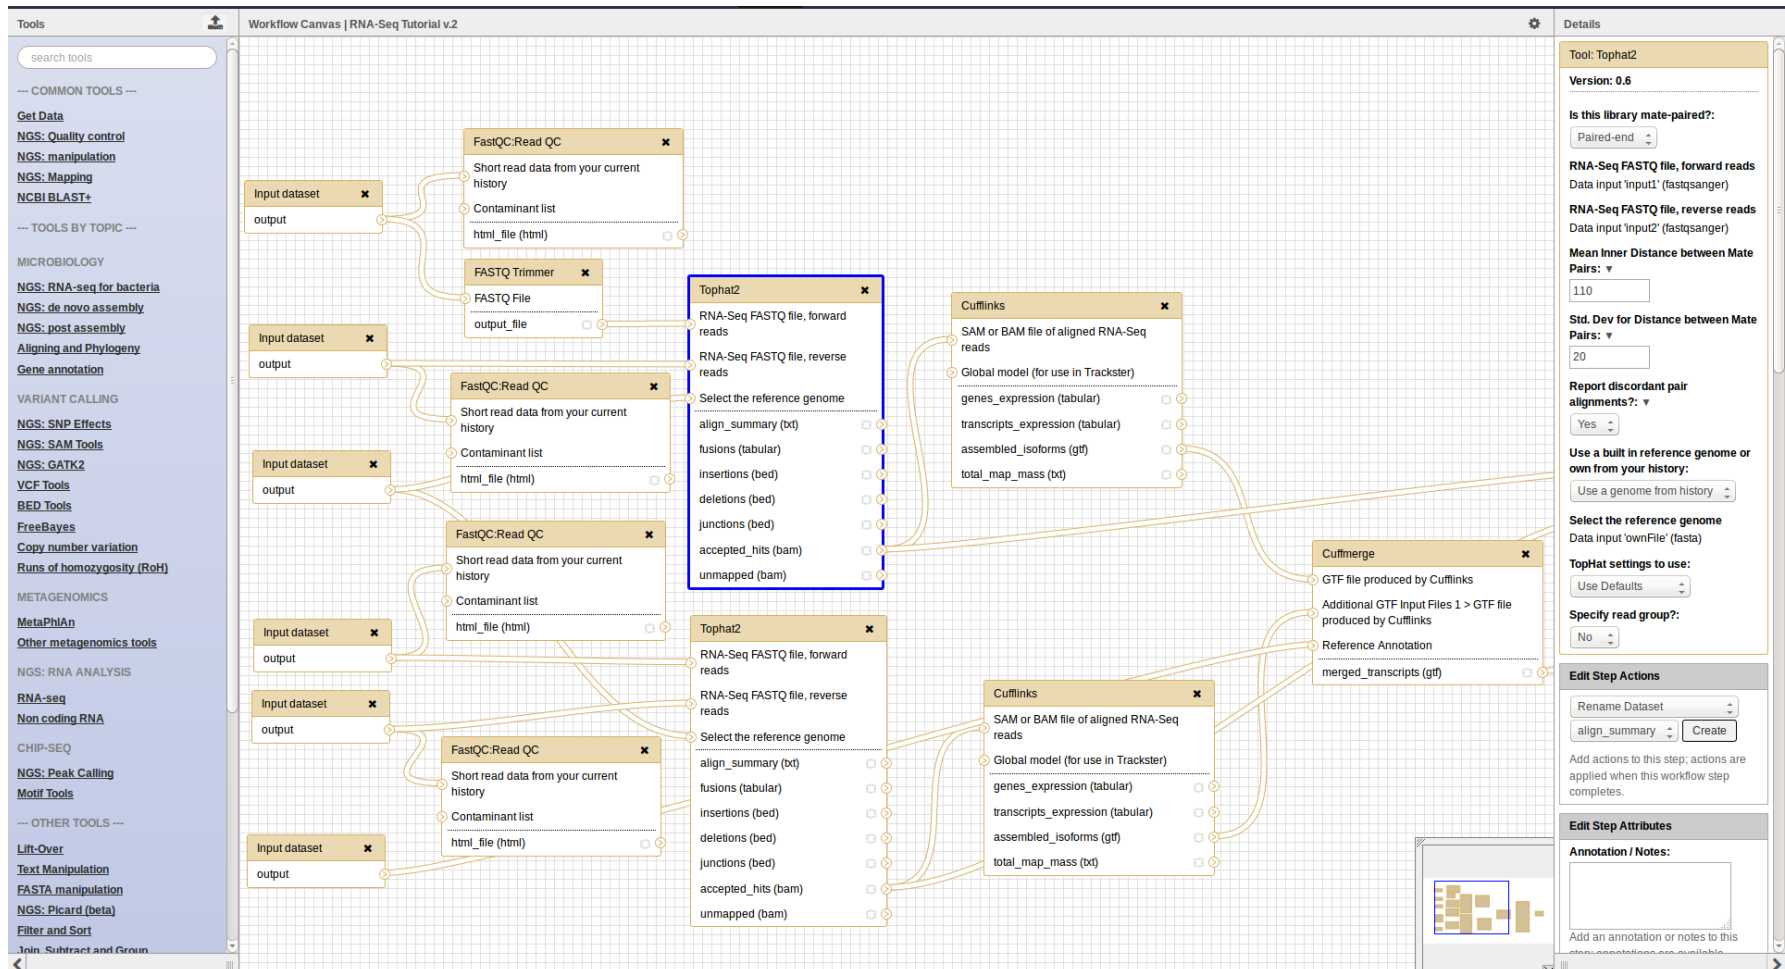 Tools
search tools
--- COMMON TOOLS ---
Get Data
NGS: Quality control
NGS: manipulation
NGS: Mapping
NCBI BLAST+
--- TOOLS BY TOPIC ---
MICROBIOLOGY
NGS: RNA-seq for bacteria
NGS: de novo assembly
NGS: post assembly
Aligning and Phylogeny
Gene annotation
VARIANT CALLING
NGS: SNP Effects
NGS: SAM Tools
NGS: GATK2
VCF Tools
BED Tools
FreeBayes
Copy number variation
Runs of homozygosity (RoH)
METAGENOMICS
MetaPhlAn
Other metagenomics tools
NGS: RNA ANALYSIS
RNA-seq
Non coding RNA
CHIP-SEQ
NGS: Peak Calling
Motif Tools
--- OTHER TOOLS ---
Lift-Over
Text Manipulation
FASTA manipulation
NGS: Picard (beta)
Filter and Sort
Join, Subtract and Group
Workflow Canvas | RNA-Seq Tutorial v.2
Input dataset
output
Input dataset
output
Input dataset
output
Input dataset
output
Input dataset
output
Input dataset
output
FastQC:Read QC
Short read data from your current
history
Contaminant list
html_file (html)
FASTQ Trimmer
FASTQ File
output_file
FastQC:Read QC
Short read data from your current
history
Contaminant list
html_file (html)
FastQC:Read QC
Short read data from your current
history
Contaminant list
html_file (html)
FastQC:Read QC
Short read data from your current
history
Contaminant list
html_file (html)
Tophat2
RNA-Seq FASTQ file, forward
reads
RNA-Seq FASTQ file, reverse
reads
Select the reference genome
align_summary (txt)
fusions (tabular)
insertions (bed)
deletions (bed)
junctions (bed)
accepted_hits (bam)
unmapped (bam)
Tophat2
RNA-Seq FASTQ file, forward
reads
RNA-Seq FASTQ file, reverse
reads
Select the reference genome
align_summary (txt)
fusions (tabular)
insertions (bed)
deletions (bed)
junctions (bed)
accepted_hits (bam)
unmapped (bam)
Cufflinks
SAM or BAM file of aligned RNA-Seq
reads
Global model (for use in Trackster)
genes_expression (tabular)
transcripts_expression (tabular)
assembled_isoforms (gtf)
total_map_mass (txt)
Cufflinks
SAM or BAM file of aligned RNA-Seq
reads
Global model (for use in Trackster)
genes_expression (tabular)
transcripts_expression (tabular)
assembled_isoforms (gtf)
total_map_mass (txt)
Cuffmerge
GTF file produced by Cufflinks
Additional GTF Input Files 1 > GTF file
produced by Cufflinks
Reference Annotation
merged_transcripts (gtf)
Details
Tool: Tophat2
Version: 0.6
Is this library mate-paired?:
Paired-end
RNA-Seq FASTQ file, forward reads
Data input 'input1' (fastqsanger)
RNA-Seq FASTQ file, reverse reads
Data input 'input2' (fastqsanger)
Mean Inner Distance between Mate
Pairs: ▼
110
Std. Dev for Distance between Mate
Pairs: ▼
20
Report discordant pair
alignments?: ▼
Yes
Use a built in reference genome or
own from your history:
Use a genome from history
Select the reference genome
Data input 'ownFile' (fasta)
TopHat settings to use:
Use Defaults
Specify read group?:
No
Edit Step Actions
Rename Dataset
align_summary
Create
Add actions to this step; actions are
applied when this workflow step
completes.
Edit Step Attributes
Annotation / Notes:
Add an annotation or notes to this
step; annotations are available